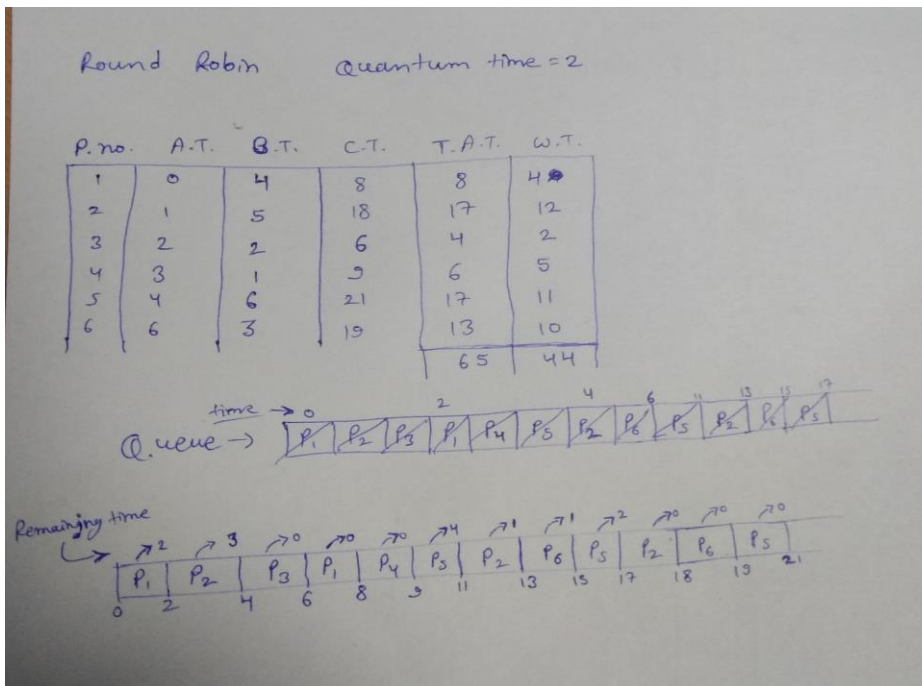 Round Robin Quantum time = 2
P. no. A.T. B.T. C.T. T.A.T. W.T.
1 0 4 8 8 4
2 1 5 18 17 12
3 2 2 6 4 2
4 3 1 9 6 5
5 4 6 21 17 11
6 6 3 19 13 10
65 44
time → 0 2 4 6 11 13 15 17
Queue → P1 P2 P3 P1 P4 P5 P2 P6 P5 P2 P6 P5
Remaining time
2 3 0 0 0 4 1 1 2 0 0 0
P1 P2 P3 P1 P4 P5 P2 P6 P5 P2 P6 P5
0 2 4 6 8 9 11 13 15 17 18 19 21